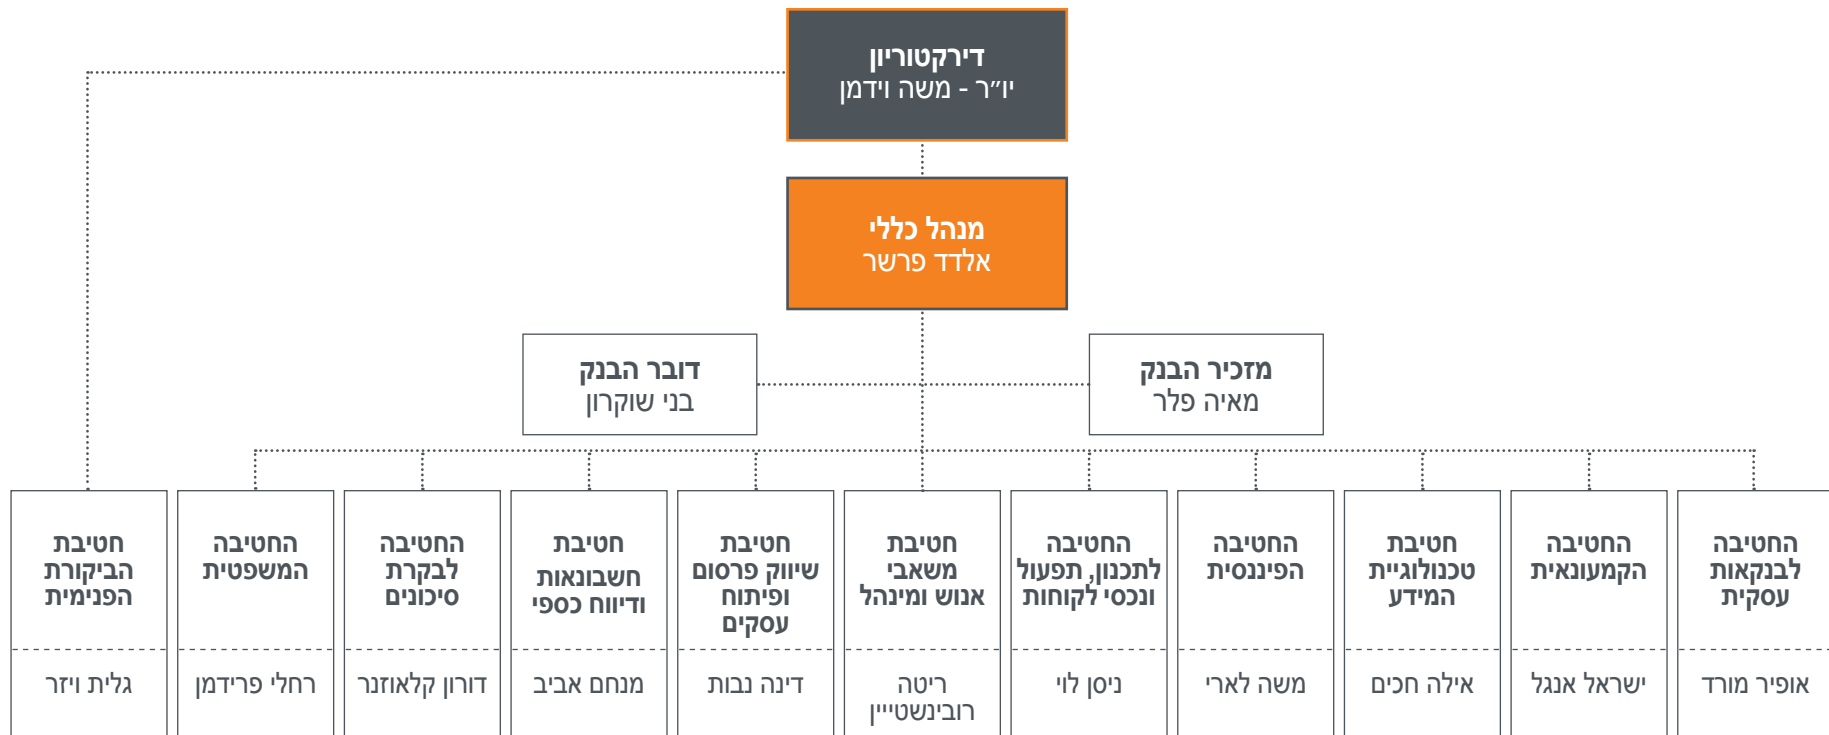 דירקטוריון
יו״ר - משה וידמן
מנהל כללי
אלדד פרשר
מזכיר הבנק
מאיה פלר
דובר הבנק
בני שוקרון
החטיבה
לבנקאות
עסקית
אופיר מורד
החטיבה
הקמעונאית
ישראל אנגל
חטיבת
טכנולוגיית
המידע
אילה חכים
החטיבה
הפיננסית
משה לארי
החטיבה
לתכנון, תפעול
ונכסי לקוחות
ניסן לוי
חטיבת
משאבי
אנוש ומינהל
ריטה
רובינשטייין
חטיבת
שיווק פרסום
ופיתוח
עסקים
דינה נבות
חטיבת
חשבונאות
ודיווח כספי
מנחם אביב
החטיבה
לבקרת
סיכונים
דורון קלאוזנר
החטיבה
המשפטית
רחלי פרידמן
חטיבת
הביקורת
הפנימית
גלית ויזר